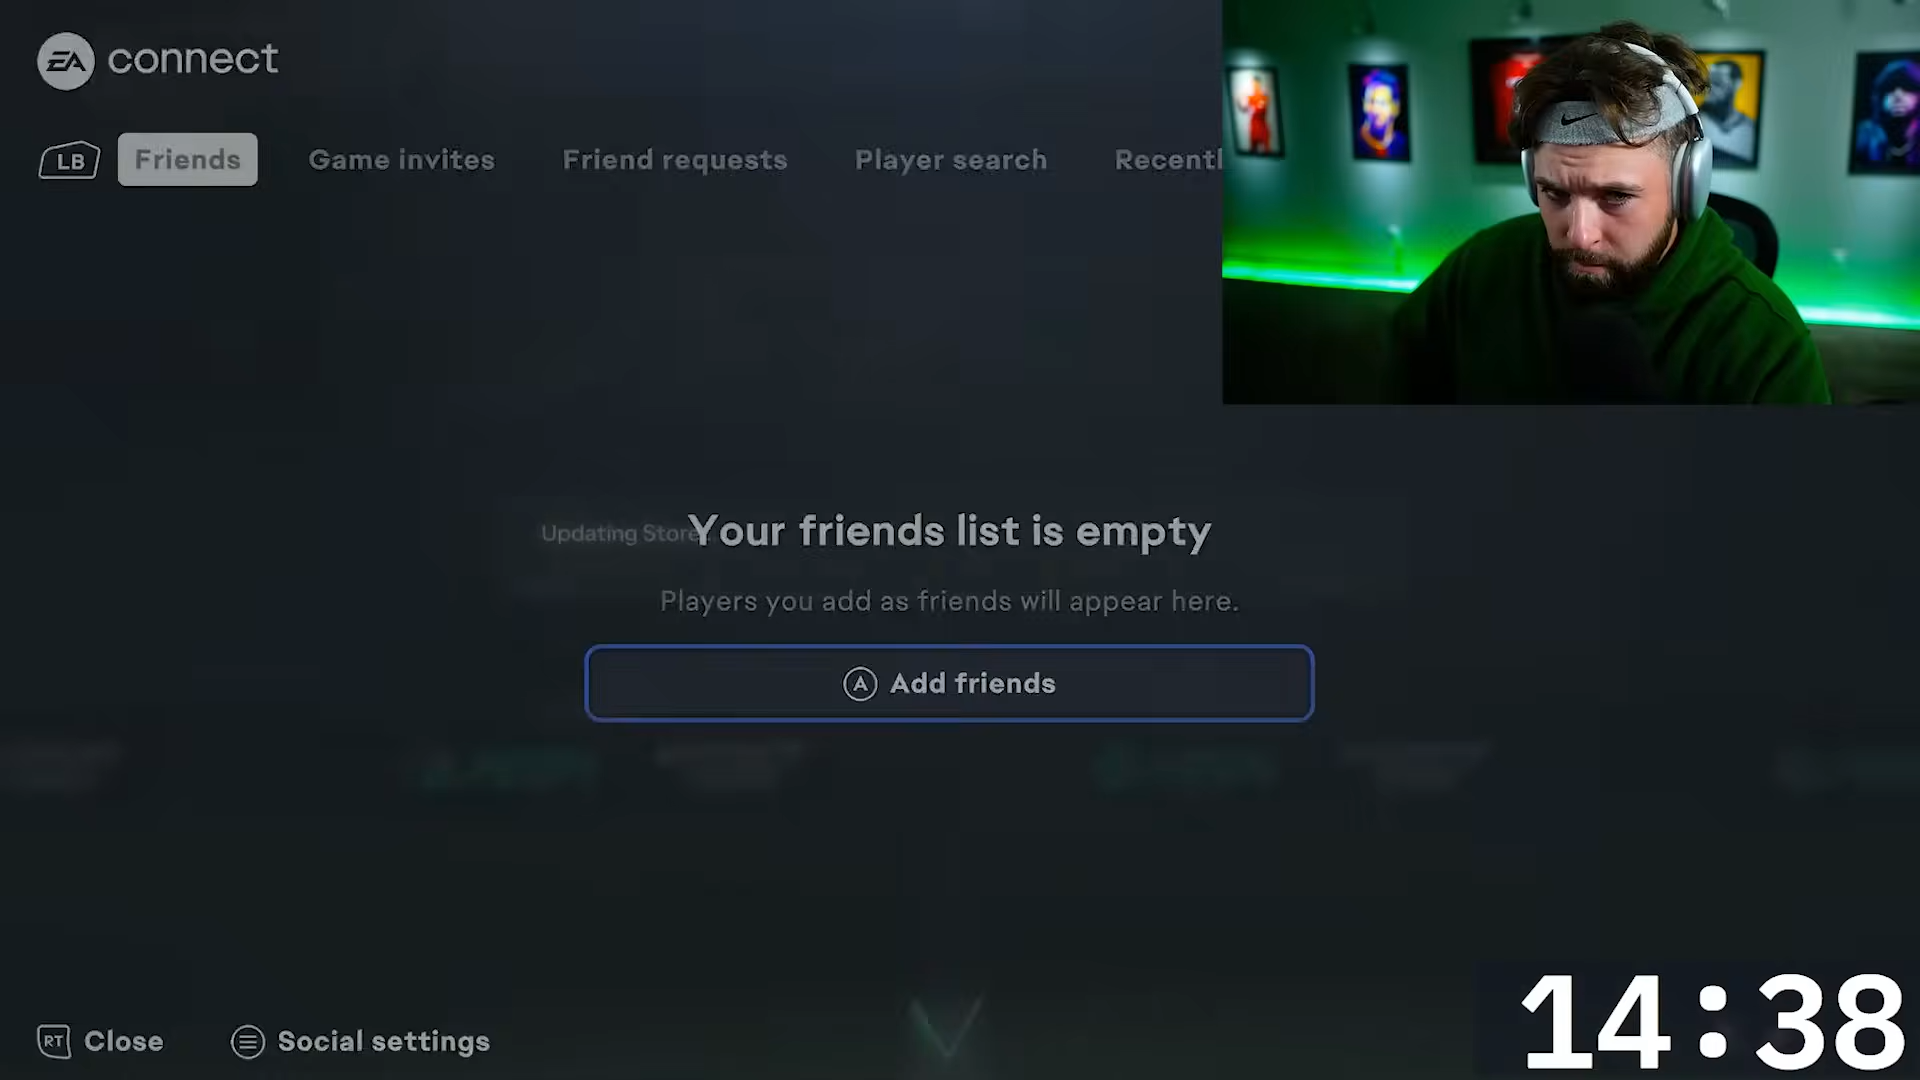 EA connect
LB Friends Game invites Friend requests Player search Recentl
Updating Store
Your friends list is empty
Players you add as friends will appear here.
A Add friends
RT Close Social settings
14:38